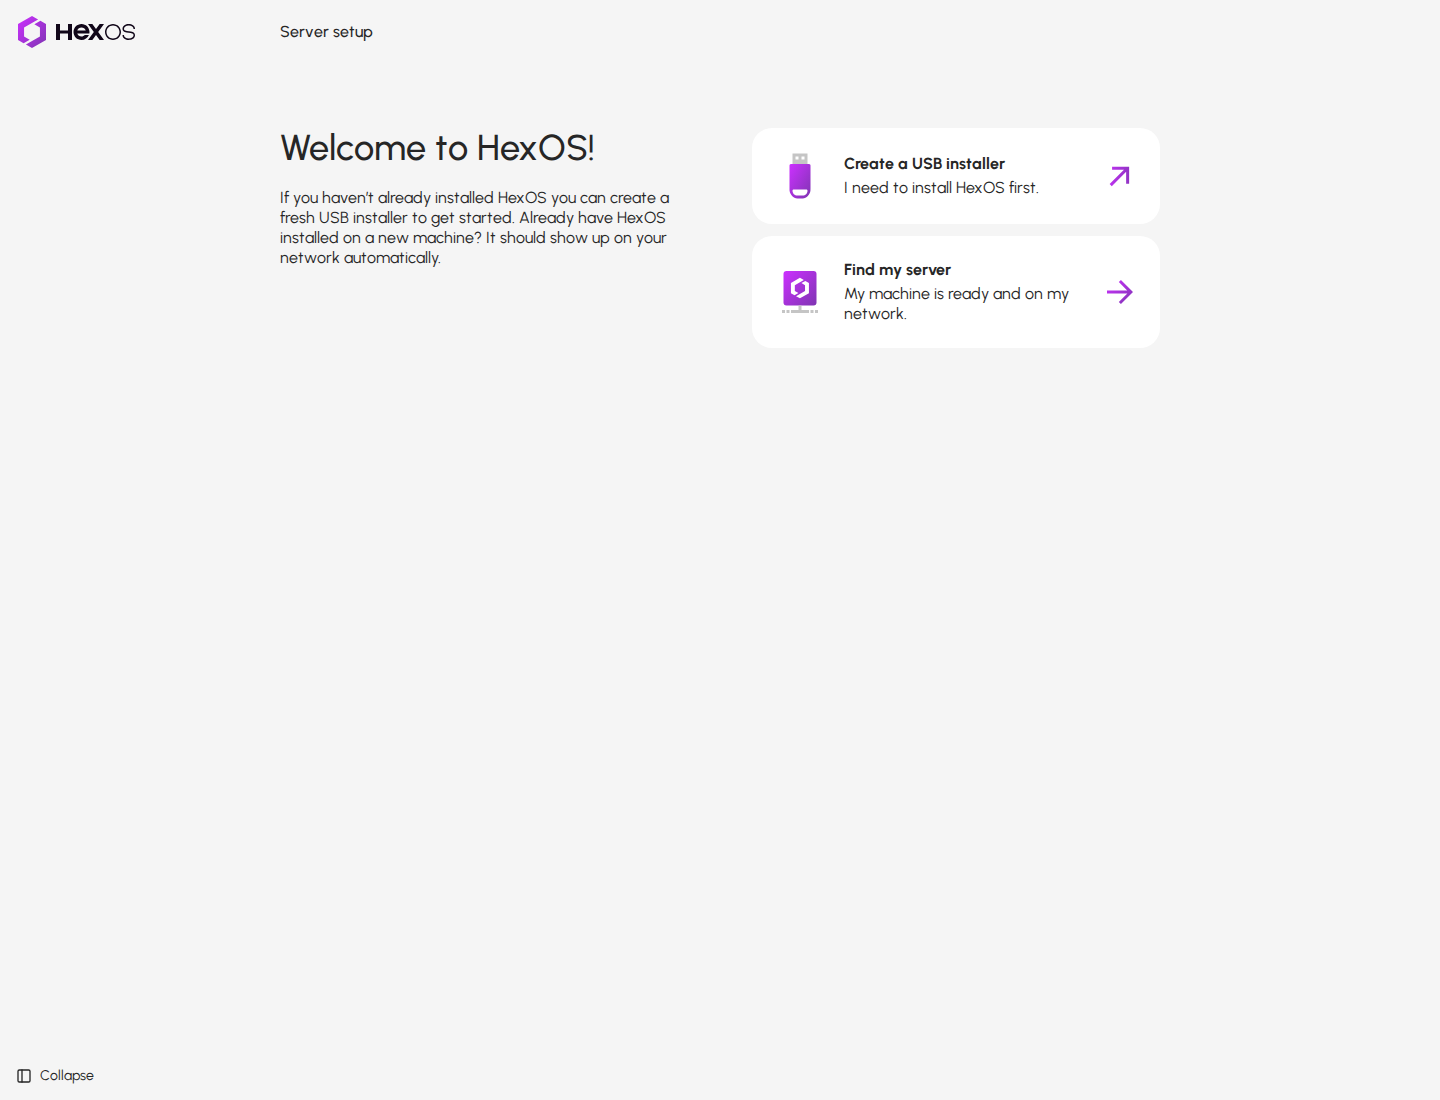 HexOS
Server setup
Welcome to HexOS!
If you haven't already installed HexOS you can create a
fresh USB installer to get started. Already have HexOS
installed on a new machine? It should show up on your
network automatically.
Create a USB installer
I need to install HexOS first.
Find my server
My machine is ready and on my
network.
Collapse